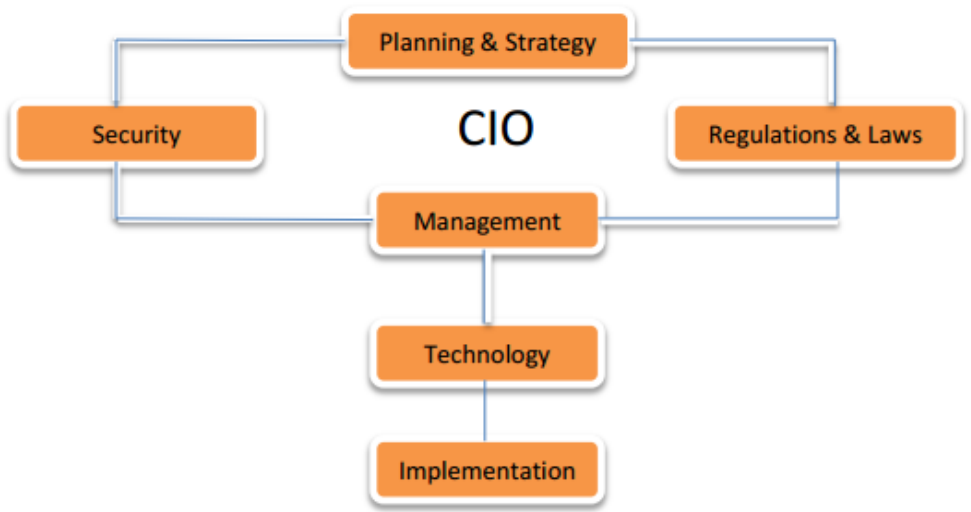 Planning & Strategy
Security
CIO
Regulations & Laws
Management
Technology
Implementation